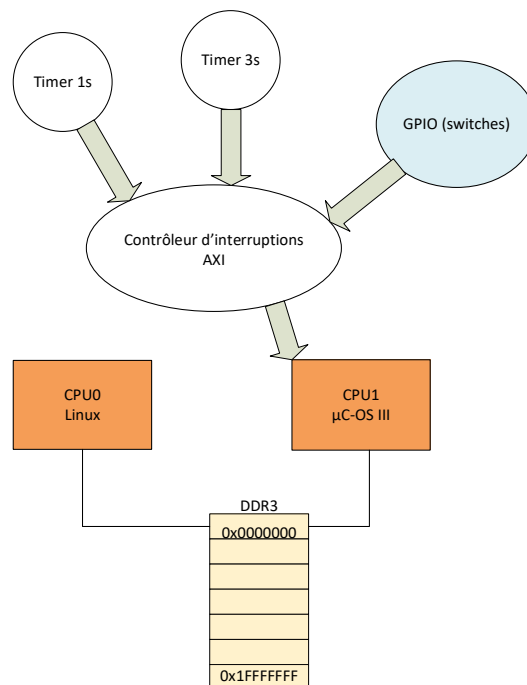 Timer 1s
Timer 3s
GPIO (switches)
Contrôleur d’interruptions
AXI
CPU0
Linux
CPU1
µC-OS III
DDR3
0x0000000
0x1FFFFFFF